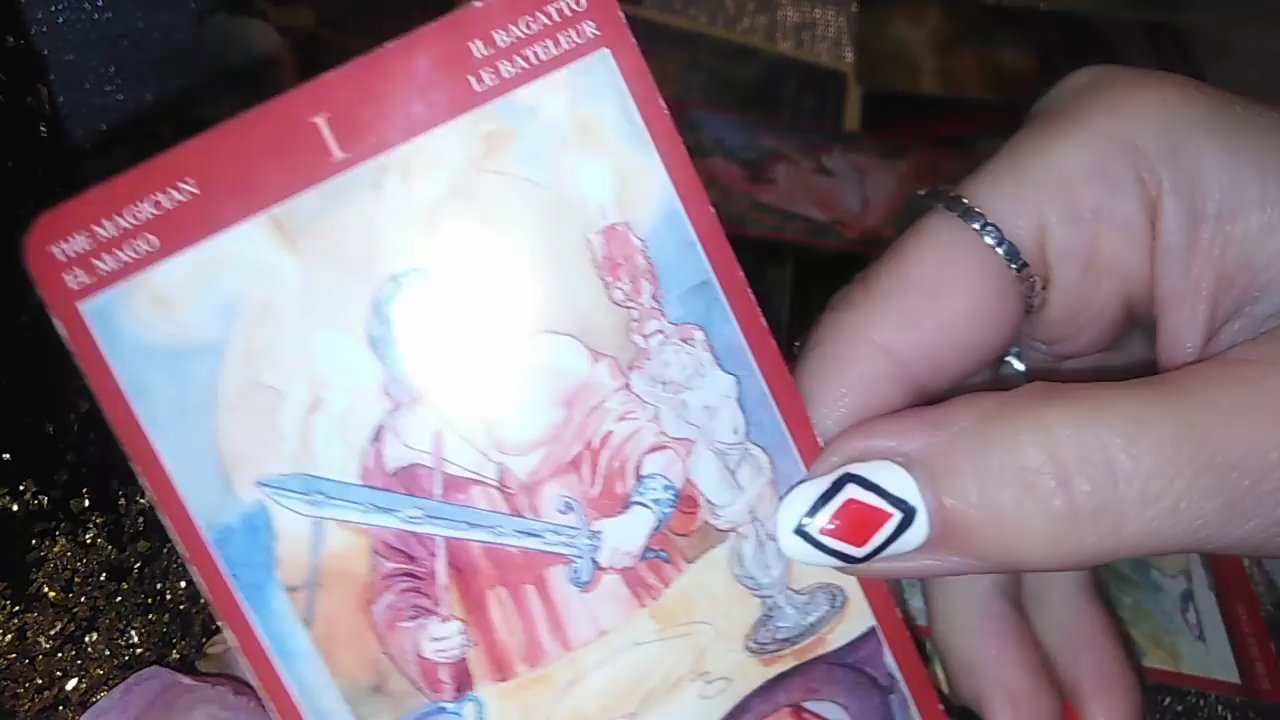 THE MAGICIAN
EL MAGO
I
IL BAGATTO
LE BATELEUR